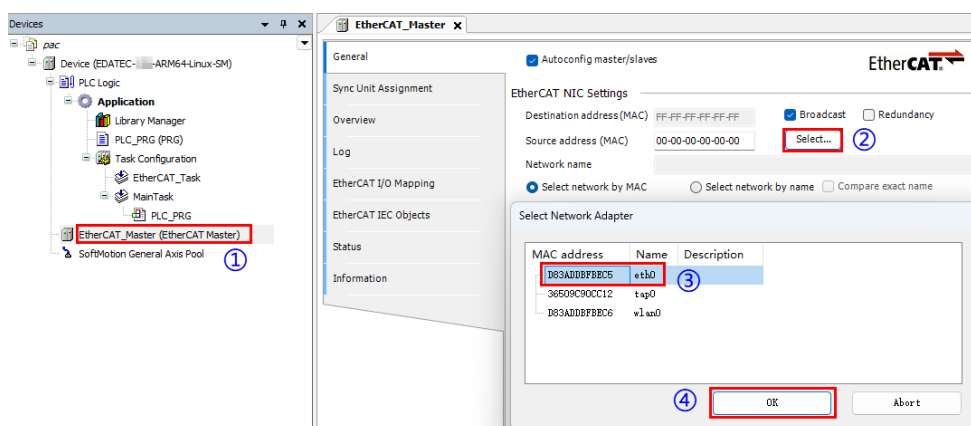 Devices
pac
Device (EDATEC- -ARM64-Linux-SM)
PLC Logic
Application
Library Manager
PLC_PRG (PRG)
Task Configuration
EtherCAT_Task
MainTask
PLC_PRG
EtherCAT_Master (EtherCAT Master)
SoftMotion General Axis Pool
①
EtherCAT_Master
General
Sync Unit Assignment
Overview
Log
EtherCAT I/O Mapping
EtherCAT IEC Objects
Status
Information
Autoconfig master/slaves
EtherCAT.
EtherCAT NIC Settings
Destination address (MAC) FF-FF-FF-FF-FF-FF Broadcast Redundancy
Source address (MAC) 00-00-00-00-00-00 Select... ②
Network name
Select network by MAC Select network by name Compare exact name
Select Network Adapter
MAC address Name Description
D83ADDBFBEC5 eth0 ③
36509C90CC12 tap0
D83ADDBFBEC6 wlan0
④ OK Abort